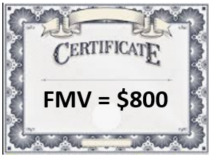 CERTIFICATE
FMV = $800